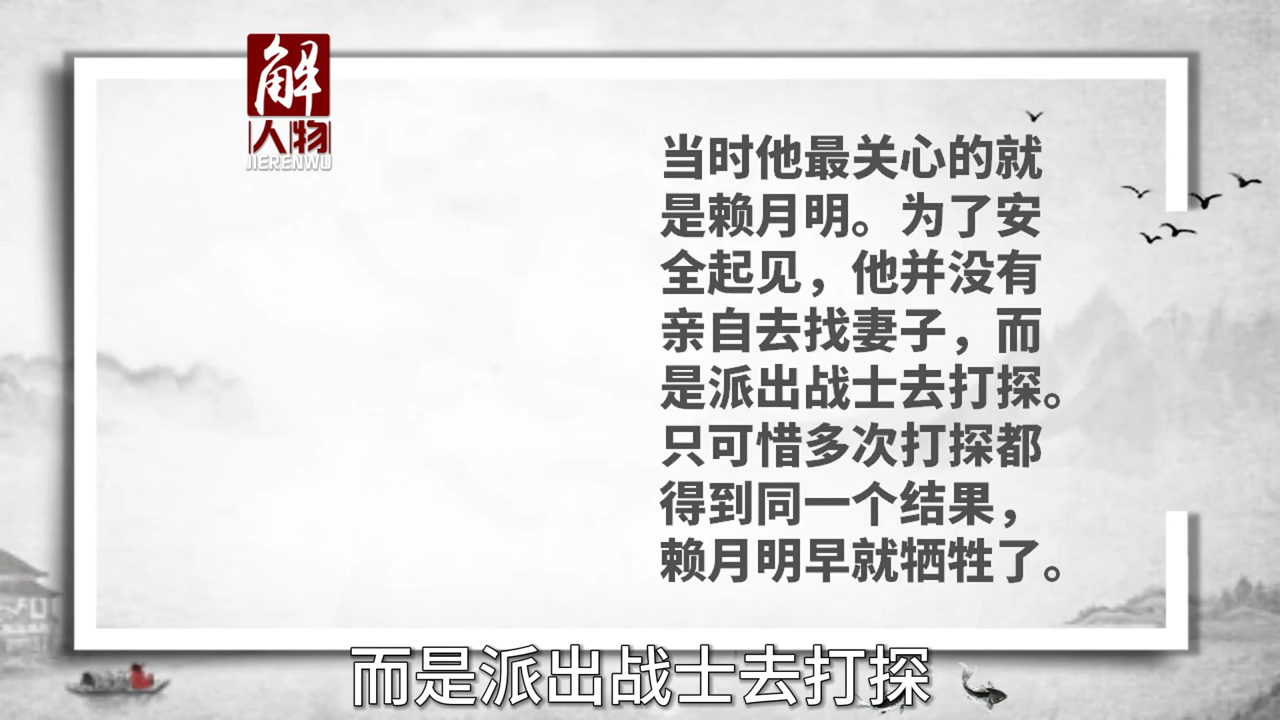 解
人物
JIERENWU
当时他最关心的就
是赖月明。为了安
全起见，他并没有
亲自去找妻子，而
是派出战士去打探。
只可惜多次打探都
得到同一个结果，
赖月明早就牺牲了。
而是派出战士去打探